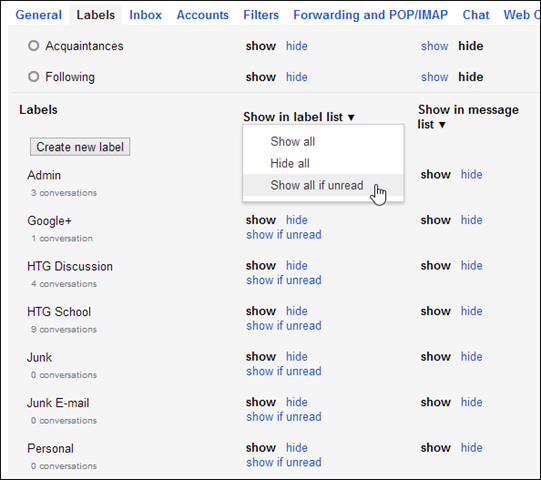 General Labels Inbox Accounts Filters Forwarding and POP/IMAP Chat Web C
Acquaintances show hide show hide
Following show hide show hide
Labels Show in label list ▼ Show in message
list ▼
Create new label Show all
Hide all
Admin show hide
Show all if unread
3 conversations
Google+ show hide show hide
1 conversation show if unread
HTG Discussion show hide show hide
4 conversations show if unread
HTG School show hide show hide
9 conversations show if unread
Junk show hide show hide
0 conversations show if unread
Junk E-mail show hide show hide
0 conversations show if unread
Personal show hide show hide
0 conversations show if unread